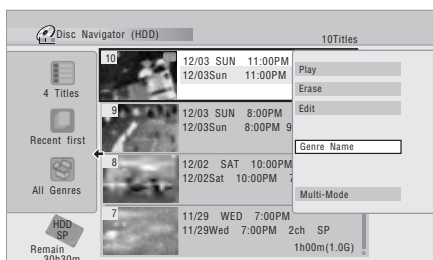 Disc Navigator (HDD)
10Titles
4 Titles
Recent first
All Genres
HDD
SP
Remain
30h30m
10
12/03 SUN 11:00PM
12/03Sun 11:00PM
9
12/03 SUN 8:00PM
12/03Sun 8:00PM 9
8
12/02 SAT 10:00PM
12/02Sat 10:00PM 7
7
11/29 WED 7:00PM
11/29Wed 7:00PM 2ch SP
1h00m(1.0G)
Play
Erase
Edit
Genre Name
Multi-Mode